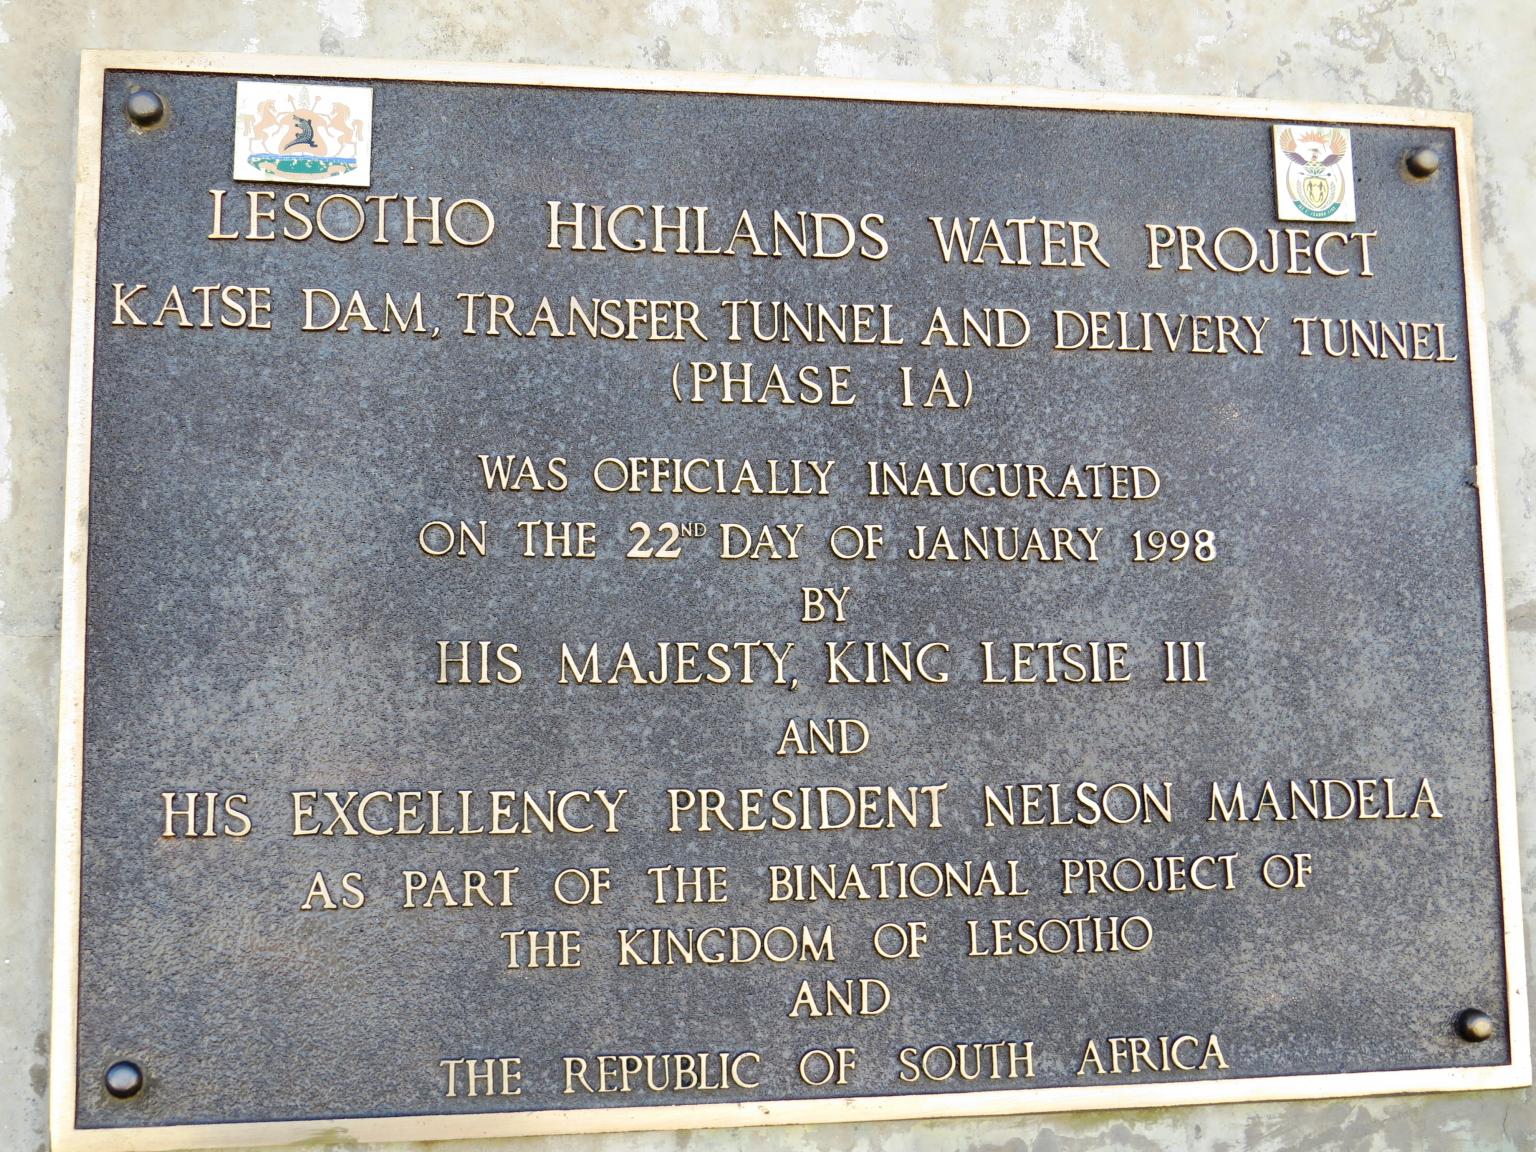 LESOTHO HIGHLANDS WATER PROJECT
KATSE DAM, TRANSFER TUNNEL AND DELIVERY TUNNEL
(PHASE 1A)
WAS OFFICIALLY INAUGURATED
ON THE 22ND DAY OF JANUARY 1998
BY
HIS MAJESTY, KING LETSIE III
AND
HIS EXCELLENCY PRESIDENT NELSON MANDELA
AS PART OF THE BINATIONAL PROJECT OF
THE KINGDOM OF LESOTHO
AND
THE REPUBLIC OF SOUTH AFRICA